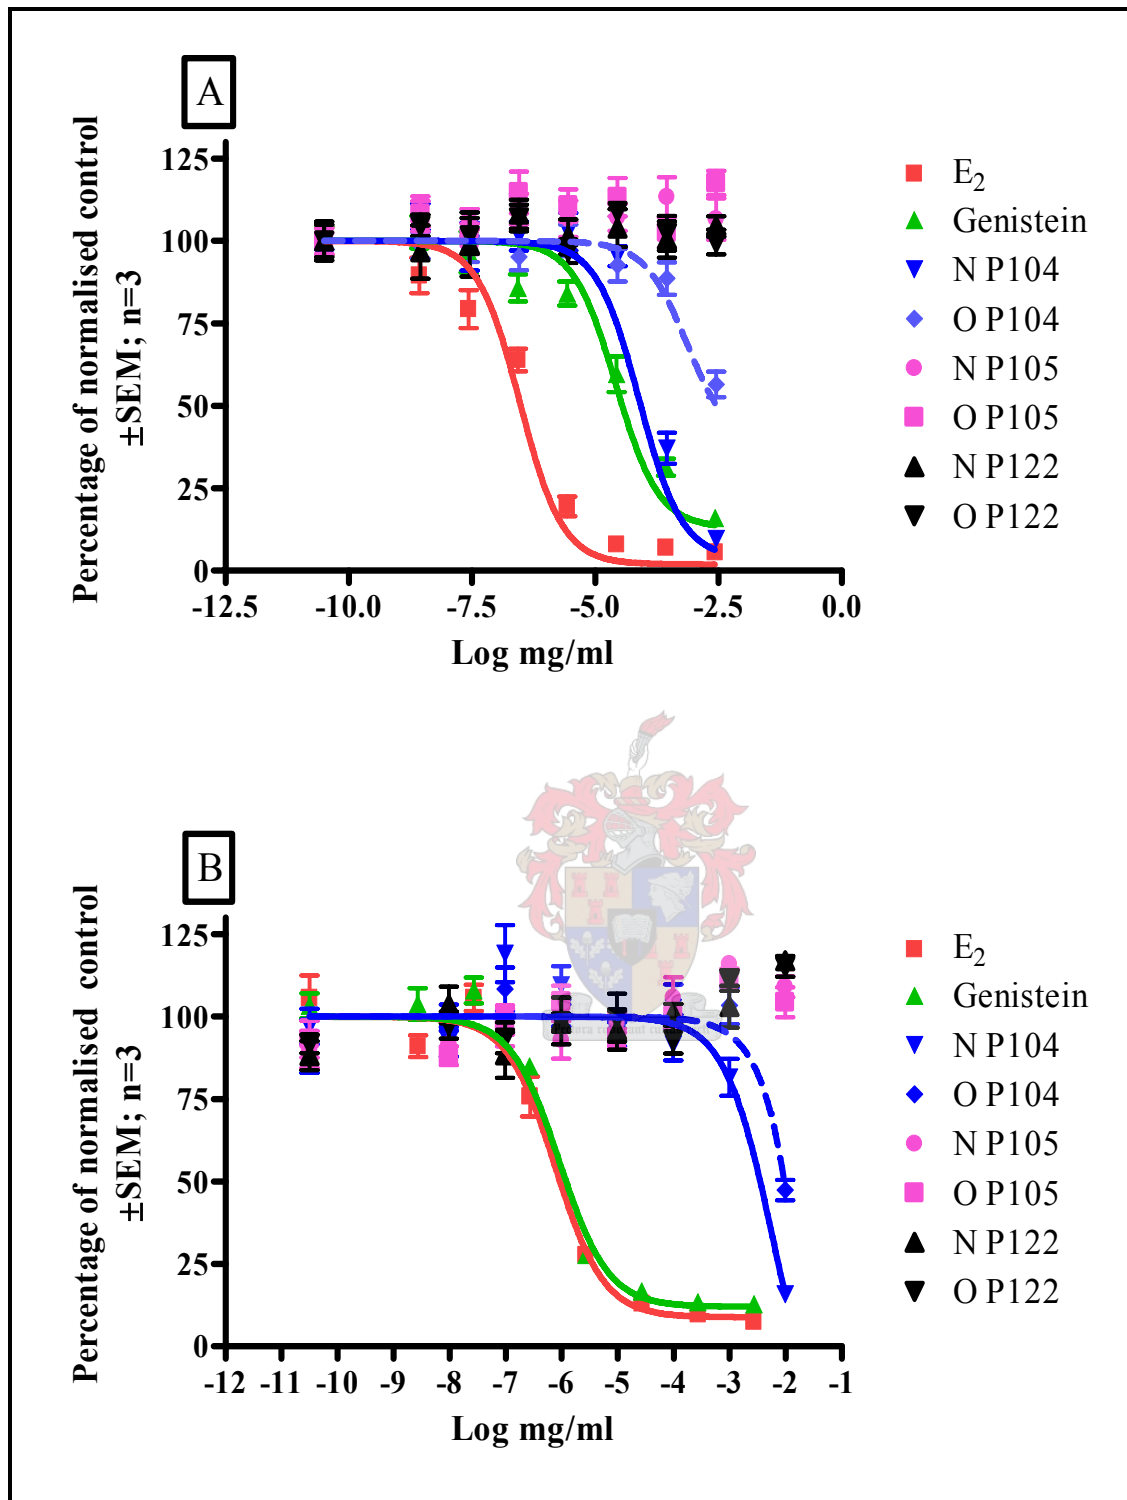 A
Percentage of normalised control
±SEM; n=3
125
100
75
50
25
0
-12.5 -10.0 -7.5 -5.0 -2.5 0.0
Log mg/ml
E2
Genistein
N P104
O P104
N P105
O P105
N P122
O P122
B
Percentage of normalised control
±SEM; n=3
125
100
75
50
25
0
-12 -11 -10 -9 -8 -7 -6 -5 -4 -3 -2 -1
Log mg/ml
E2
Genistein
N P104
O P104
N P105
O P105
N P122
O P122